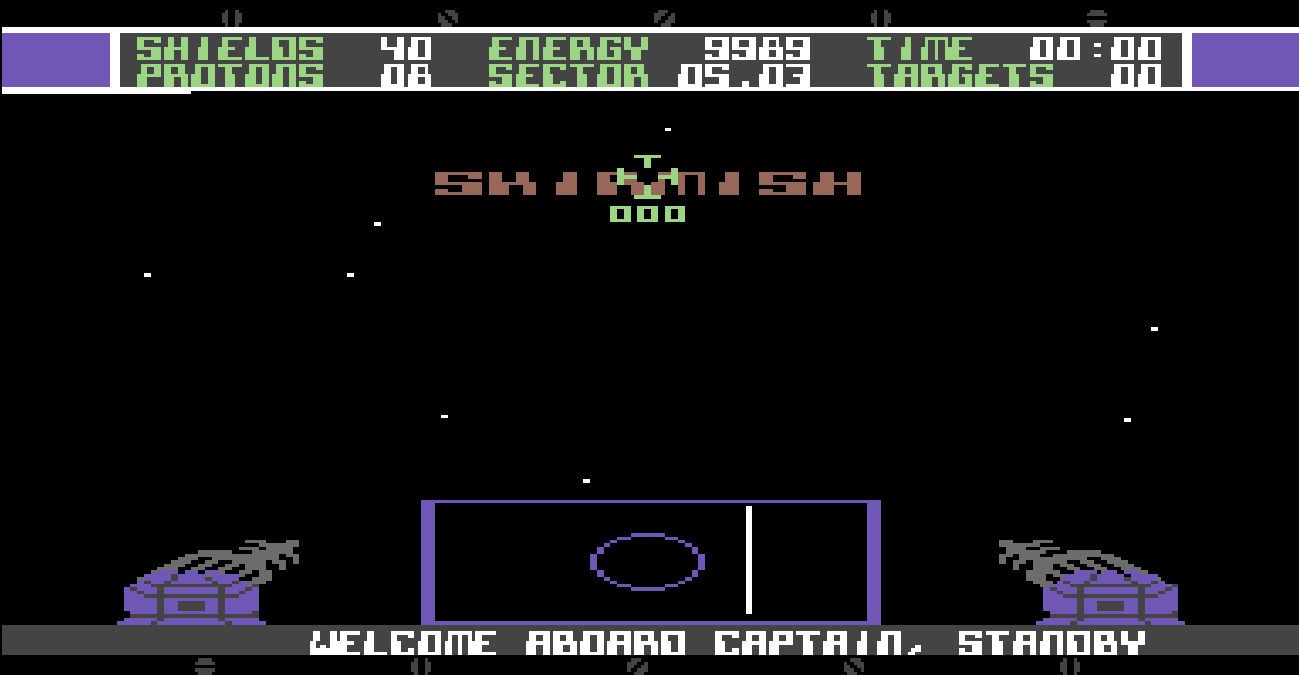 SHIELDS 40 ENERGY 9989 TIME 00:00
PROTONS 08 SECTOR 05.03 TARGETS 00
SKIRMISH
000
WELCOME ABOARD CAPTAIN, STANDBY